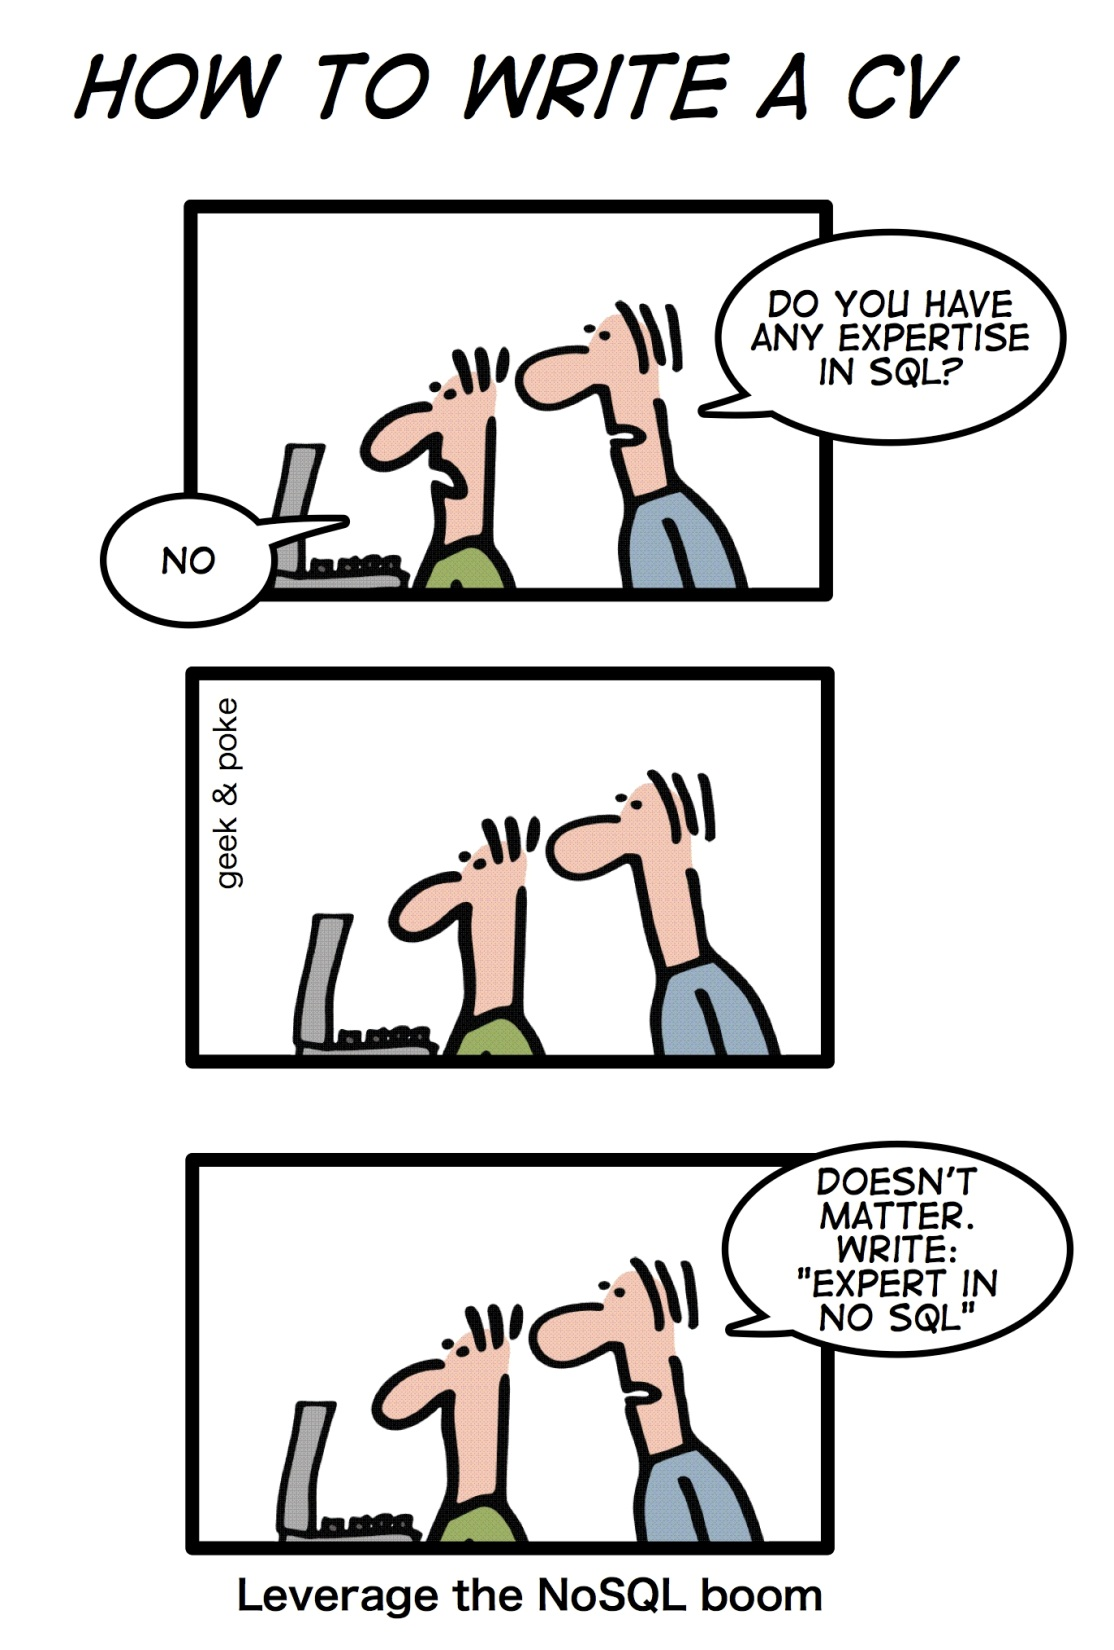 HOW TO WRITE A CV
DO YOU HAVE
ANY EXPERTISE
IN SQL?
NO
geek & poke
DOESN'T
MATTER.
WRITE:
"EXPERT IN
NO SQL"
Leverage the NoSQL boom